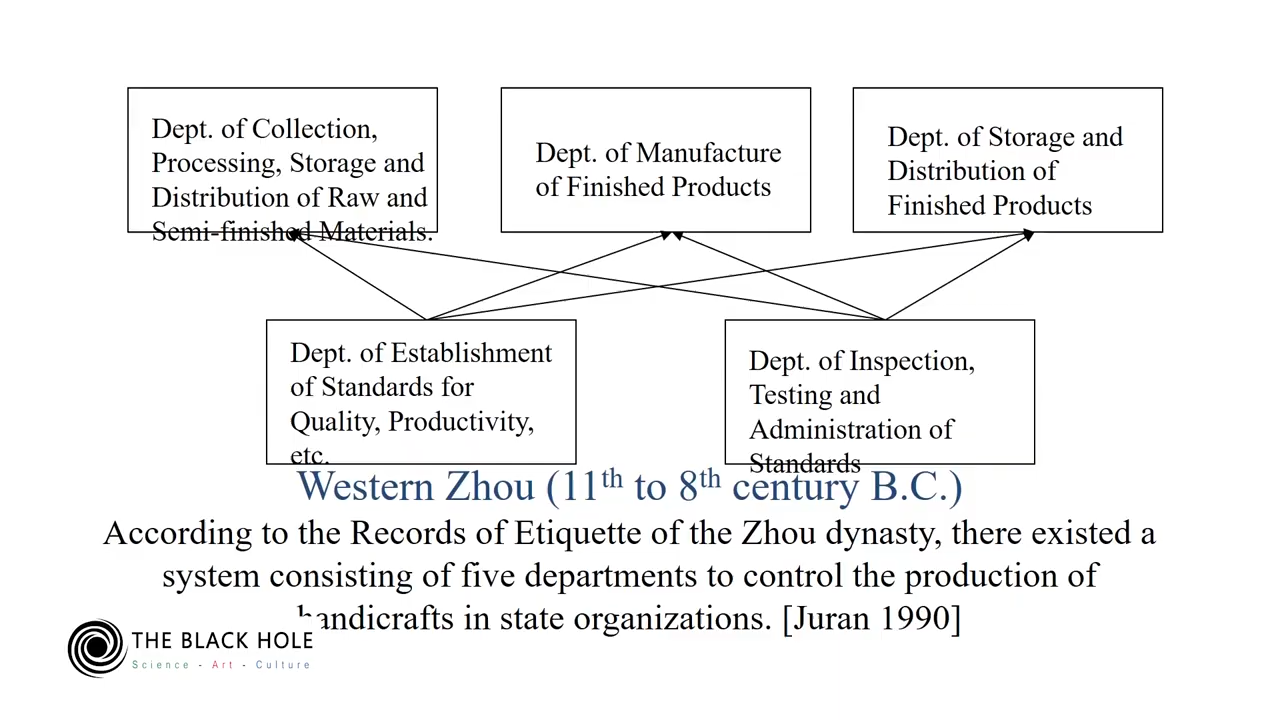 Dept. of Collection,
Processing, Storage and
Distribution of Raw and
Semi-finished Materials.
Dept. of Manufacture
of Finished Products
Dept. of Storage and
Distribution of
Finished Products
Dept. of Establishment
of Standards for
Quality, Productivity,
etc.
Dept. of Inspection,
Testing and
Administration of
Standards
Western Zhou (11th to 8th century B.C.)
According to the Records of Etiquette of the Zhou dynasty, there existed a
system consisting of five departments to control the production of
handicrafts in state organizations. [Juran 1990]
THE BLACK HOLE
Science - Art - Culture